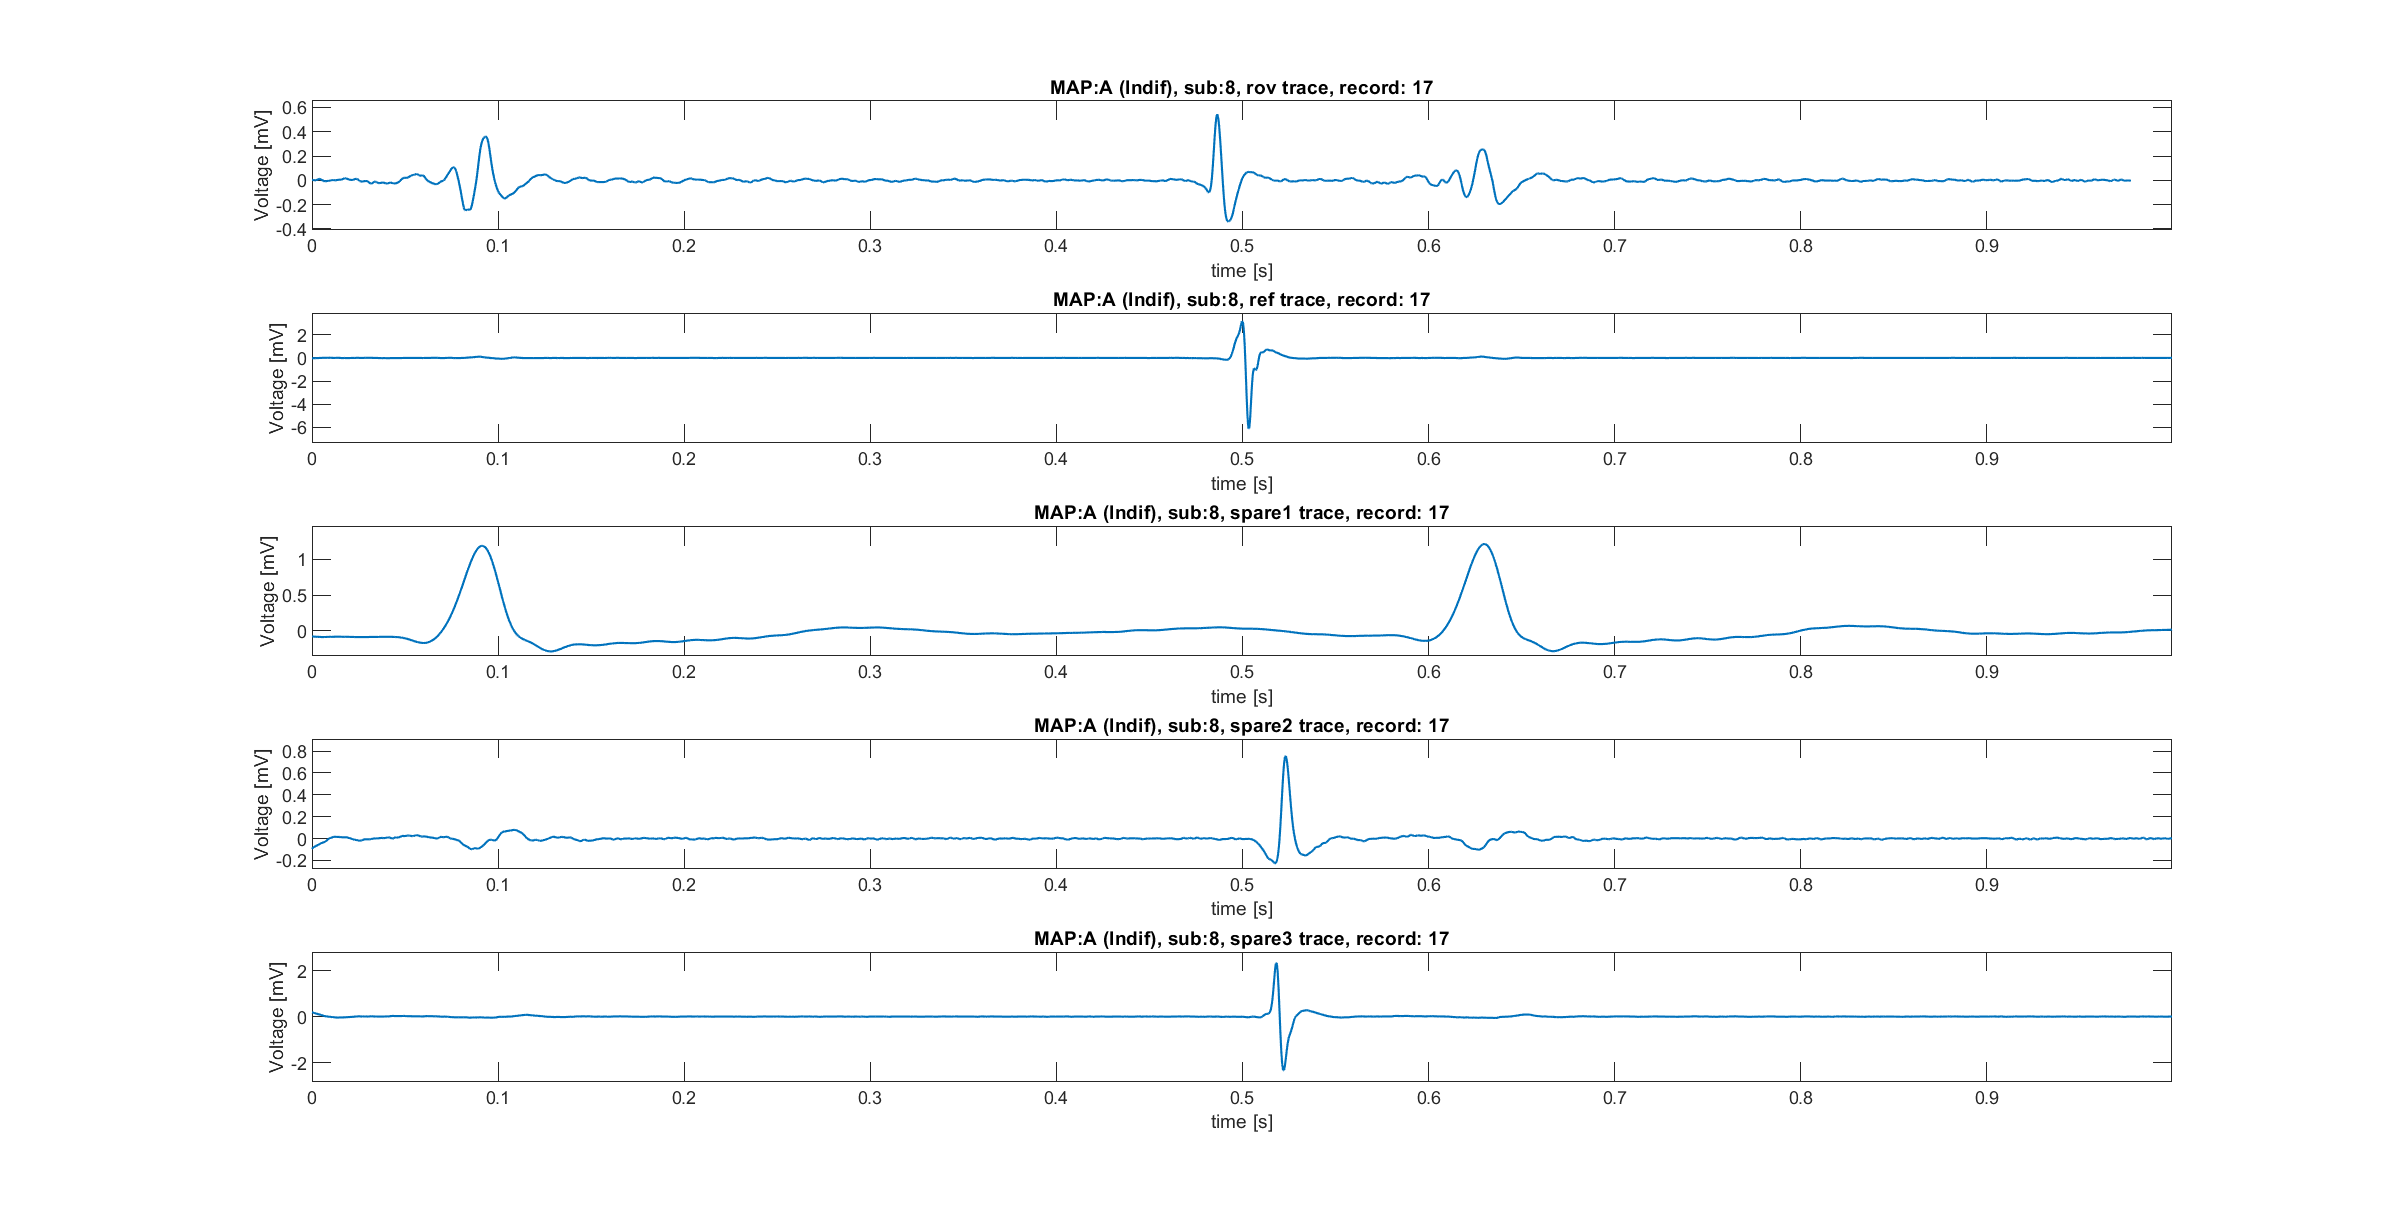 MAP:A (Indif), sub:8, rov trace, record: 17
Voltage [mV]
0.6
0.4
0.2
0
-0.2
-0.4
0 0.1 0.2 0.3 0.4 0.5 0.6 0.7 0.8 0.9
time [s]
MAP:A (Indif), sub:8, ref trace, record: 17
Voltage [mV]
2
0
-2
-4
-6
0 0.1 0.2 0.3 0.4 0.5 0.6 0.7 0.8 0.9
time [s]
MAP:A (Indif), sub:8, spare1 trace, record: 17
Voltage [mV]
1
0.5
0
0 0.1 0.2 0.3 0.4 0.5 0.6 0.7 0.8 0.9
time [s]
MAP:A (Indif), sub:8, spare2 trace, record: 17
Voltage [mV]
0.8
0.6
0.4
0.2
0
-0.2
0 0.1 0.2 0.3 0.4 0.5 0.6 0.7 0.8 0.9
time [s]
MAP:A (Indif), sub:8, spare3 trace, record: 17
Voltage [mV]
2
0
-2
0 0.1 0.2 0.3 0.4 0.5 0.6 0.7 0.8 0.9
time [s]